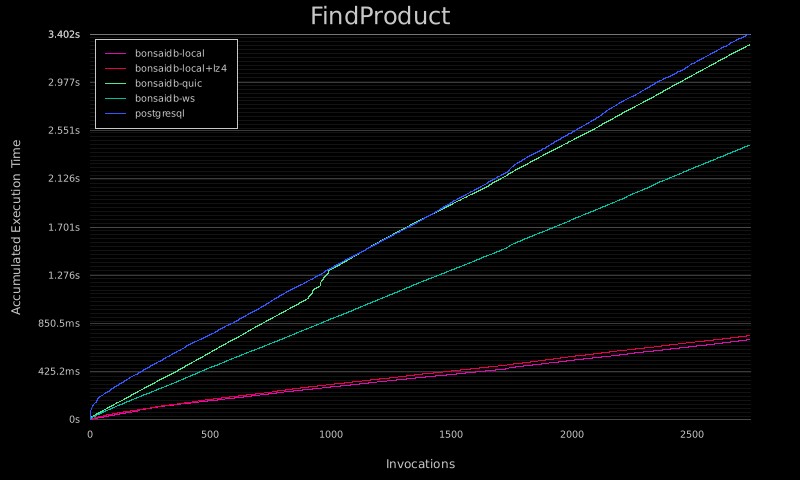 FindProduct
3.402s
bonsaidb-local
bonsaidb-local+lz4
bonsaidb-quic
bonsaidb-ws
postgresql
2.977s
2.551s
2.126s
1.701s
1.276s
850.5ms
425.2ms
0s
Accumulated Execution Time
0 500 1000 1500 2000 2500
Invocations